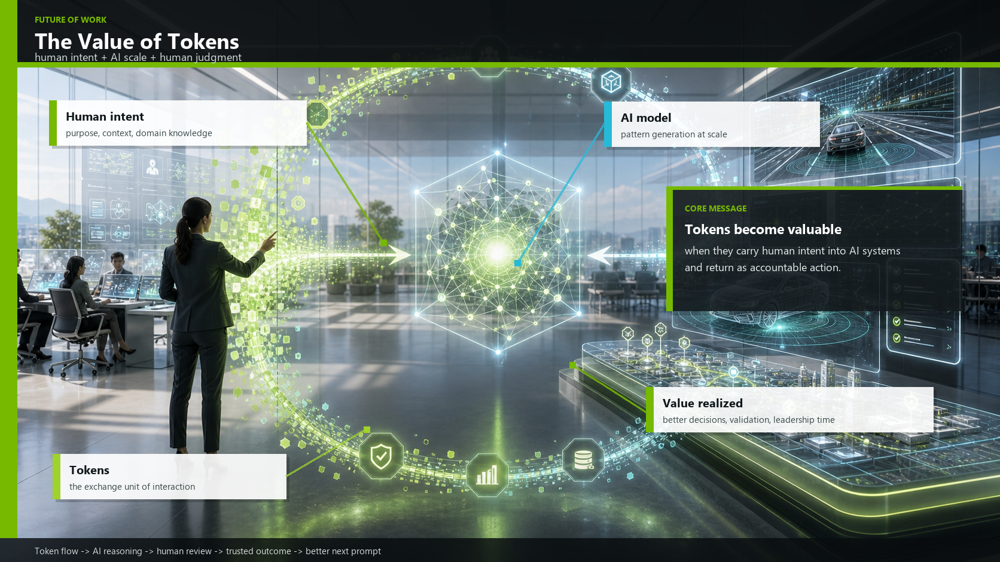 FUTURE OF WORK
The Value of Tokens
human intent + AI scale + human judgment
Human intent
purpose, context, domain knowledge
AI model
pattern generation at scale
CORE MESSAGE
Tokens become valuable
when they carry human intent into AI systems
and return as accountable action.
Value realized
better decisions, validation, leadership time
Tokens
the exchange unit of interaction
Token flow -> AI reasoning -> human review -> trusted outcome -> better next prompt